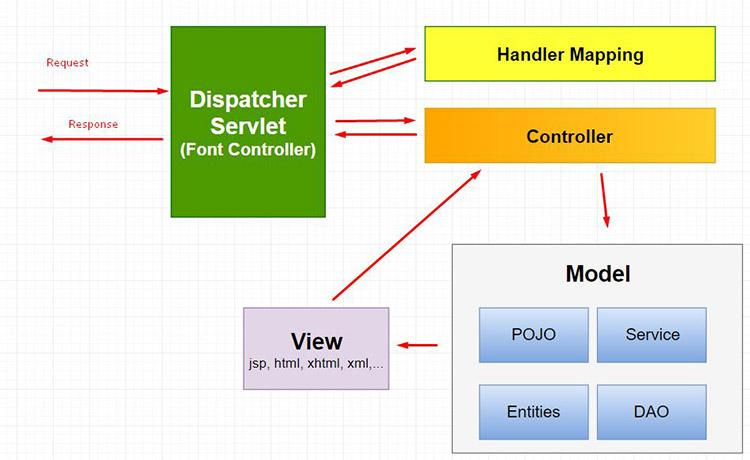 Request
Response
Dispatcher
Servlet
(Font Controller)
Handler Mapping
Controller
Model
POJO
Service
Entities
DAO
View
jsp, html, xhtml, xml,...